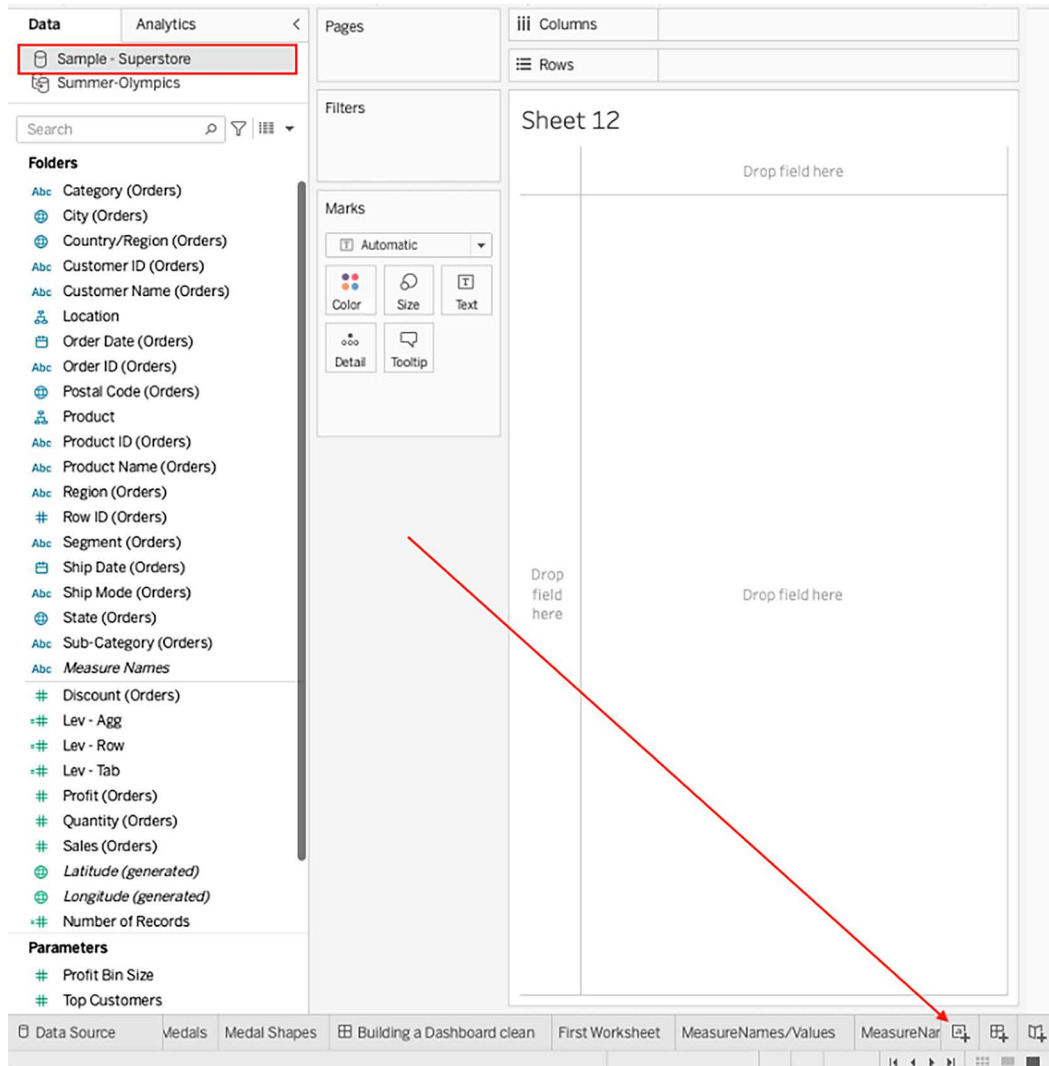 Data
Analytics
<
Sample - Superstore
Summer-Olympics
Search
Folders
Abc Category (Orders)
City (Orders)
Country/Region (Orders)
Abc Customer ID (Orders)
Abc Customer Name (Orders)
Location
Order Date (Orders)
Abc Order ID (Orders)
Postal Code (Orders)
Product
Abc Product ID (Orders)
Abc Product Name (Orders)
Abc Region (Orders)
# Row ID (Orders)
Abc Segment (Orders)
Ship Date (Orders)
Abc Ship Mode (Orders)
State (Orders)
Abc Sub-Category (Orders)
Abc Measure Names
# Discount (Orders)
=# Lev - Agg
=# Lev - Row
=# Lev - Tab
# Profit (Orders)
# Quantity (Orders)
# Sales (Orders)
Latitude (generated)
Longitude (generated)
=# Number of Records
Parameters
# Profit Bin Size
# Top Customers
Pages
Filters
Marks
T Automatic
Color
Size
T
Text
Detail
Tooltip
iii Columns
Rows
Sheet 12
Drop field here
Drop
field
here
Drop field here
Data Source
Medals
Medal Shapes
Building a Dashboard clean
First Worksheet
MeasureNames/Values
MeasureNar